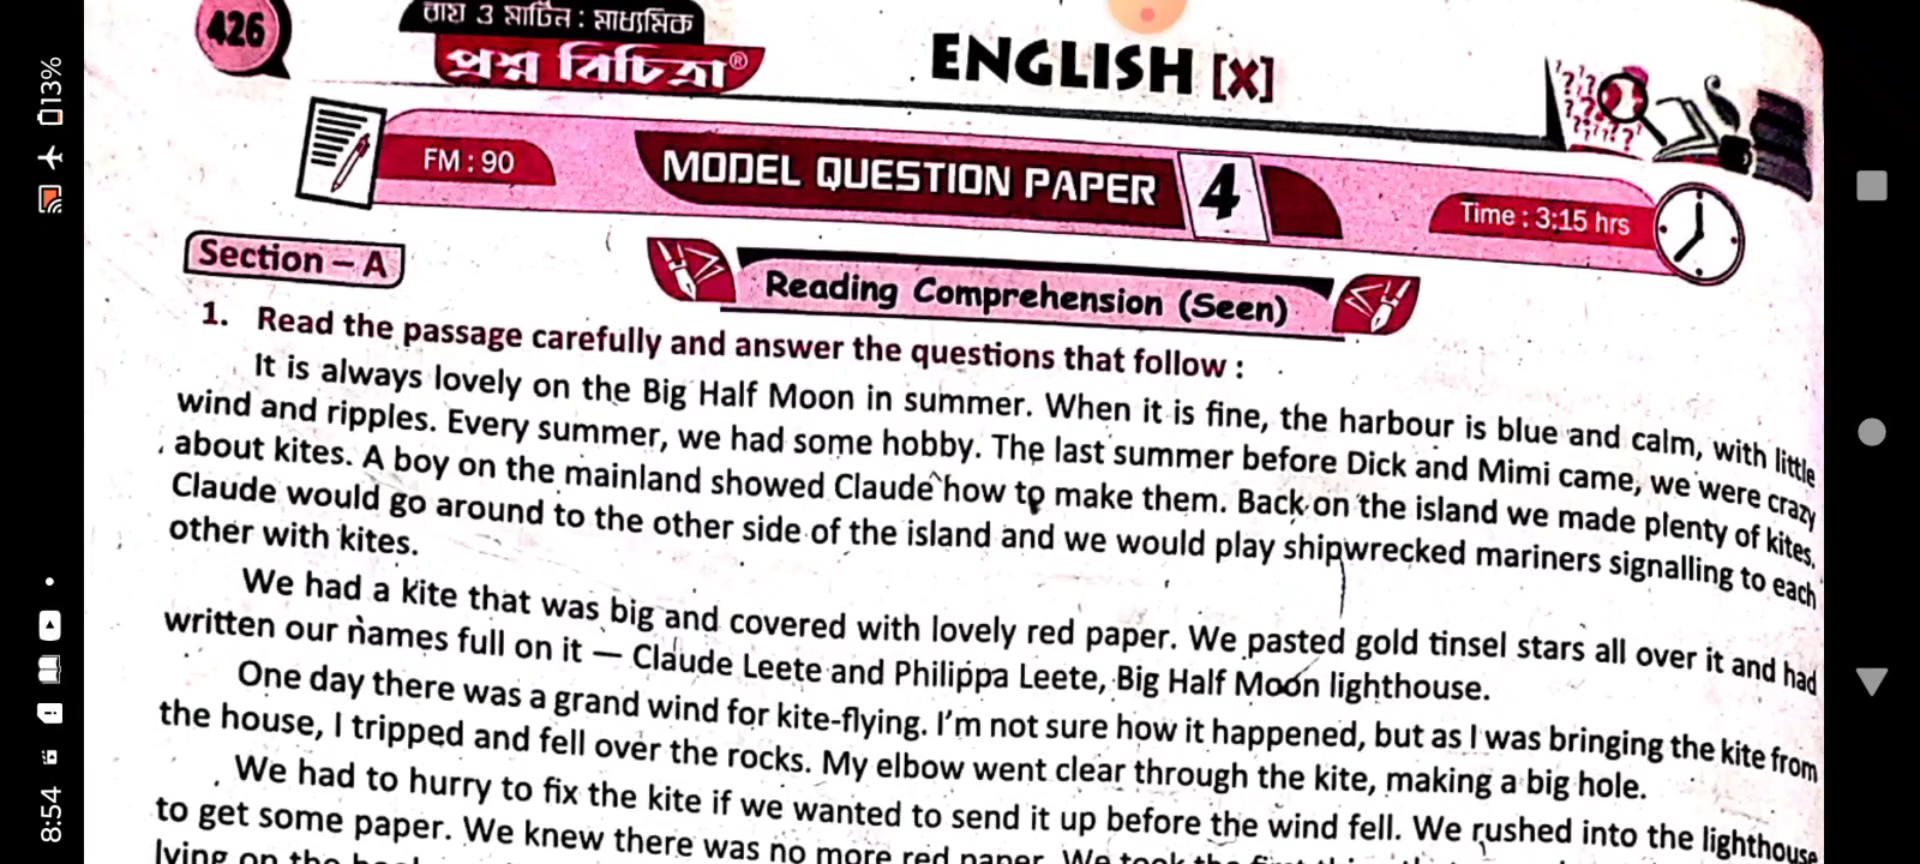 8:54
13%
426
রায় ও মার্টিন : মাধ্যমিক
প্রশ্ন বিচিত্রা®
ENGLISH [X]
FM : 90
MODEL QUESTION PAPER 4
Time : 3:15 hrs
Section – A
Reading Comprehension (Seen)
1. Read the passage carefully and answer the questions that follow :
It is always lovely on the Big Half Moon in summer. When it is fine, the harbour is blue and calm, with little
wind and ripples. Every summer, we had some hobby. The last summer before Dick and Mimi came, we were crazy
about kites. A boy on the mainland showed Claude how to make them. Back on the island we made plenty of kites.
Claude would go around to the other side of the island and we would play shipwrecked mariners signalling to each
other with kites.
We had a kite that was big and covered with lovely red paper. We pasted gold tinsel stars all over it and had
written our names full on it — Claude Leete and Philippa Leete, Big Half Moon lighthouse.
One day there was a grand wind for kite-flying. I'm not sure how it happened, but as I was bringing the kite from
the house, I tripped and fell over the rocks. My elbow went clear through the kite, making a big hole.
We had to hurry to fix the kite if we wanted to send it up before the wind fell. We rushed into the lighthouse
to get some paper. We knew there was no more red paper. We took the first
lying on the